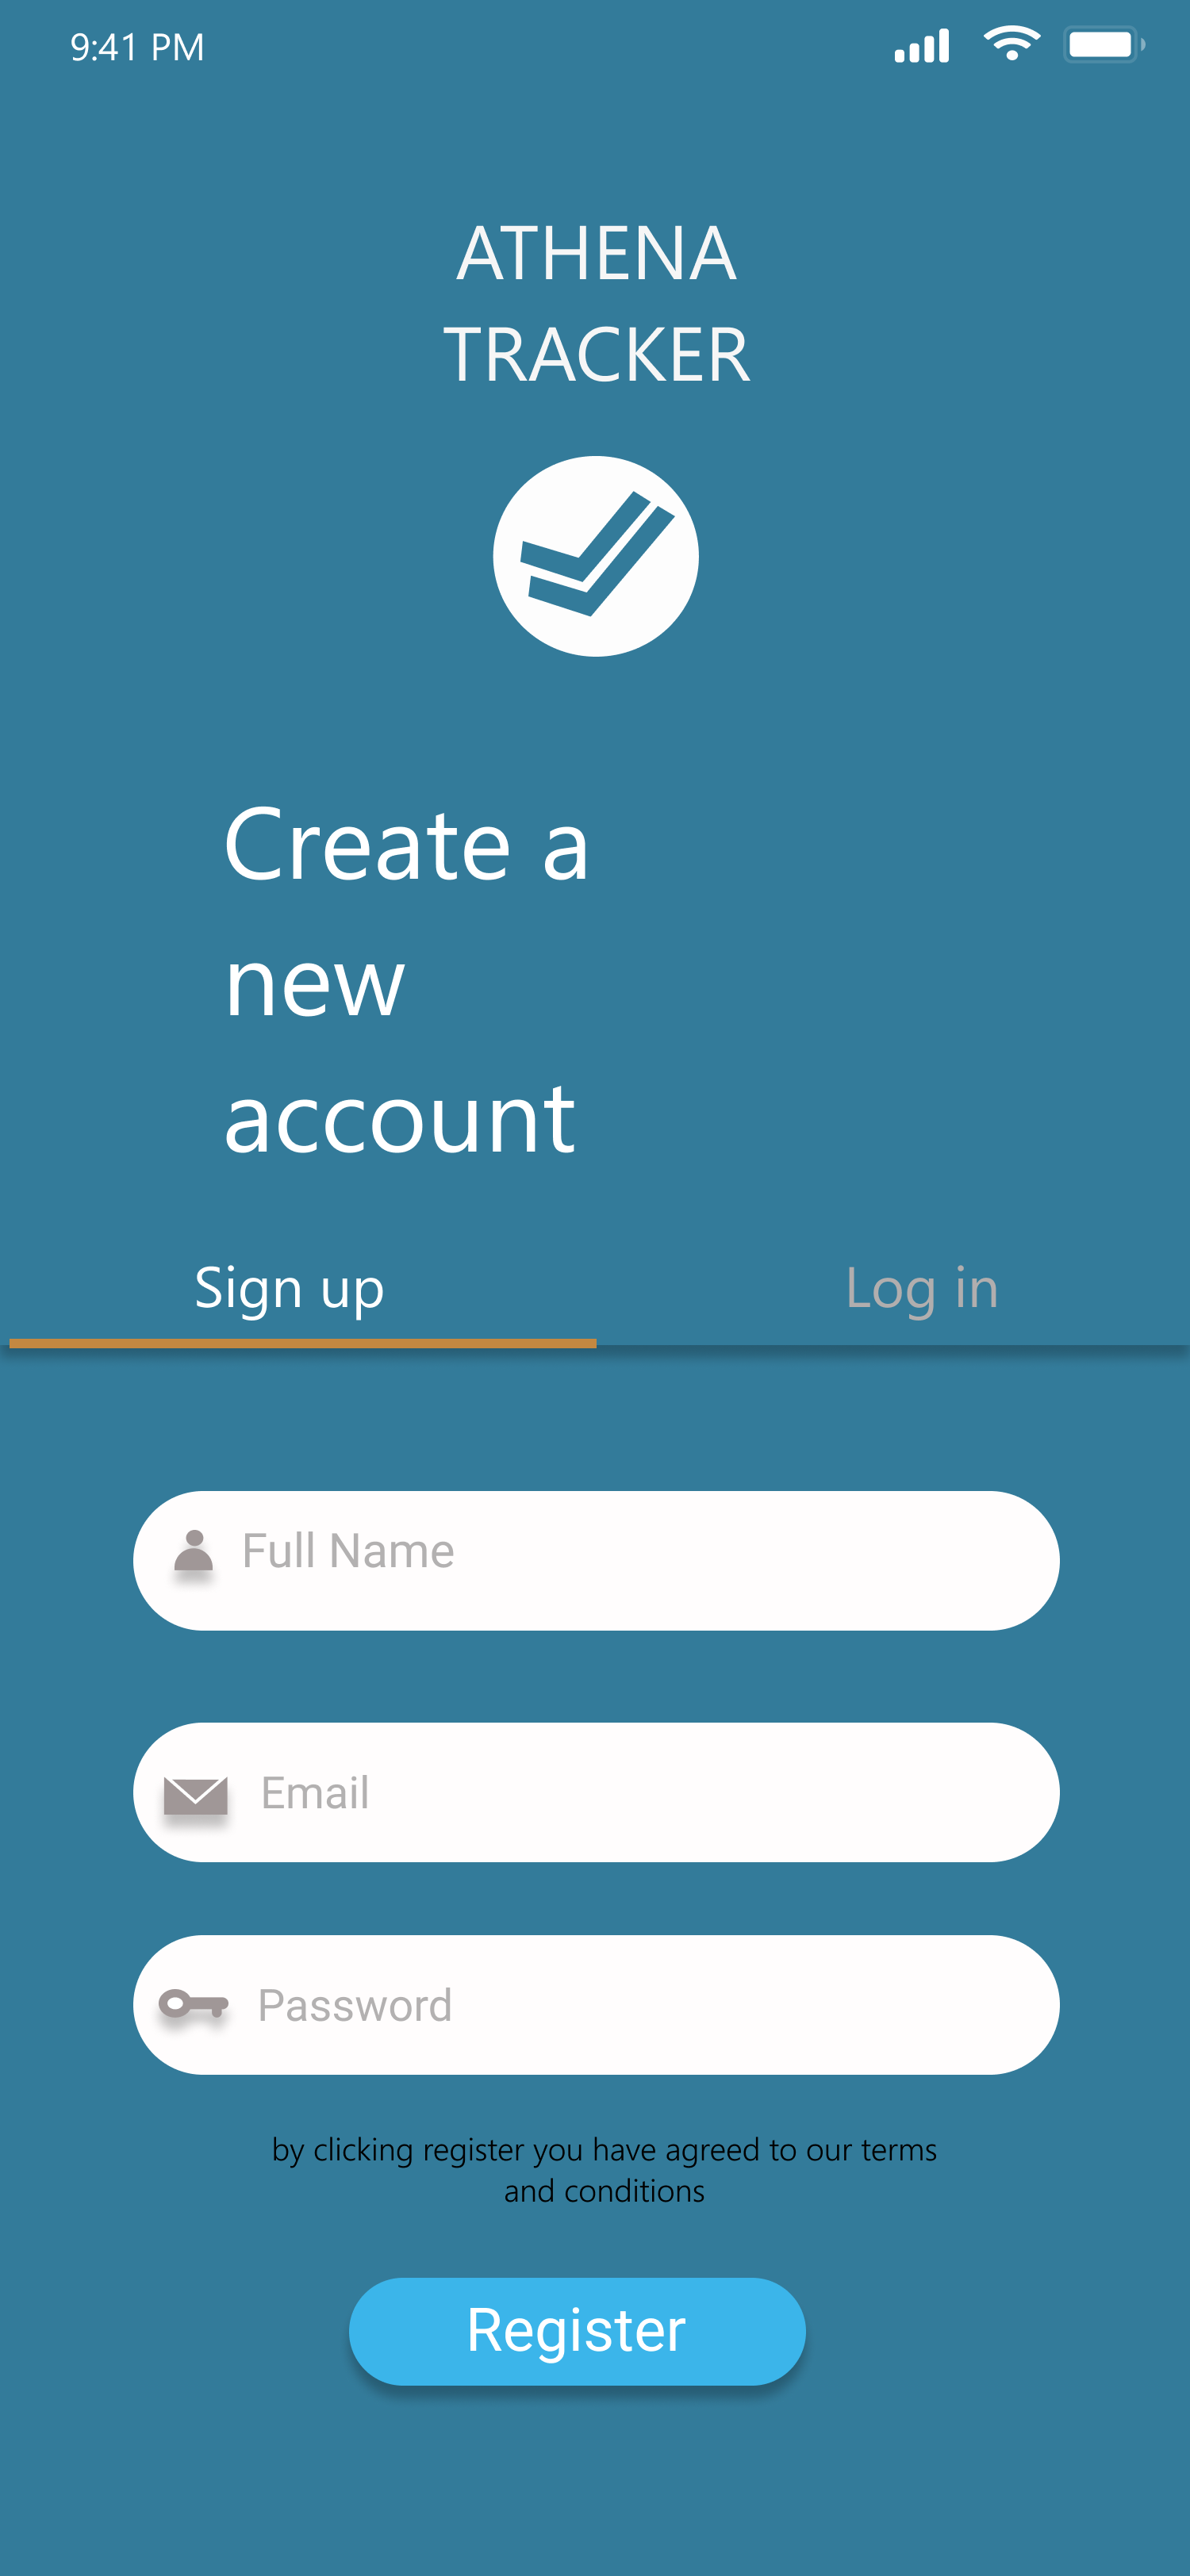 9:41 PM
ATHENA
TRACKER
Create a
new
account
Sign up
Log in
Full Name
Email
Password
by clicking register you have agreed to our terms
and conditions
Register